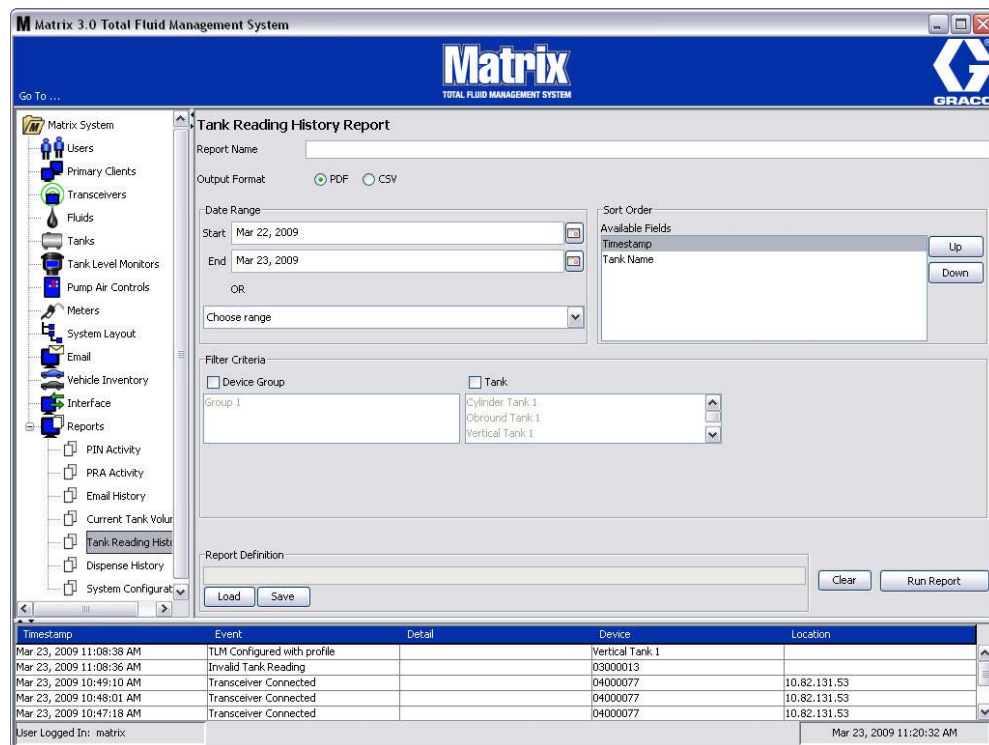 Matrix 3.0 Total Fluid Management System
Matrix
TOTAL FLUID MANAGEMENT SYSTEM
GRACO
Go To ...
Matrix System
Users
Primary Clients
Transceivers
Fluids
Tanks
Tank Level Monitors
Pump Air Controls
Meters
System Layout
Email
Vehicle Inventory
Interface
Reports
PIN Activity
PRA Activity
Email History
Current Tank Volur
Tank Reading Hist
Dispense History
System Configurat
Tank Reading History Report
Report Name
Output Format PDF CSV
Date Range
Start Mar 22, 2009
End Mar 23, 2009
OR
Choose range
Sort Order
Available Fields
Timestamp
Tank Name
Up
Down
Filter Criteria
Device Group
Group 1
Tank
Cylinder Tank 1
Obround Tank 1
Vertical Tank 1
Report Definition
Load Save
Clear Run Report
Timestamp Event Detail Device Location
Mar 23, 2009 11:08:38 AM TLM Configured with profile Vertical Tank 1
Mar 23, 2009 11:08:36 AM Invalid Tank Reading 03000013
Mar 23, 2009 10:49:10 AM Transceiver Connected 04000077 10.82.131.53
Mar 23, 2009 10:48:01 AM Transceiver Connected 04000077 10.82.131.53
Mar 23, 2009 10:47:18 AM Transceiver Connected 04000077 10.82.131.53
User Logged In: matrix Mar 23, 2009 11:20:32 AM